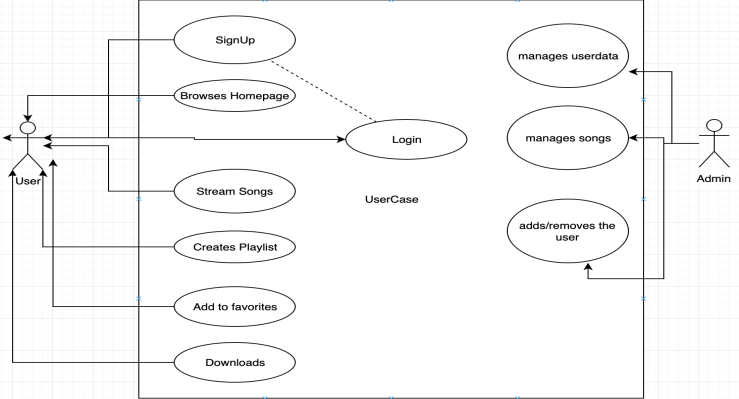 SignUp
manages userdata
Browses Homepage
Login
manages songs
User
Admin
Stream Songs
UserCase
adds/removes the
user
Creates Playlist
Add to favorites
Downloads